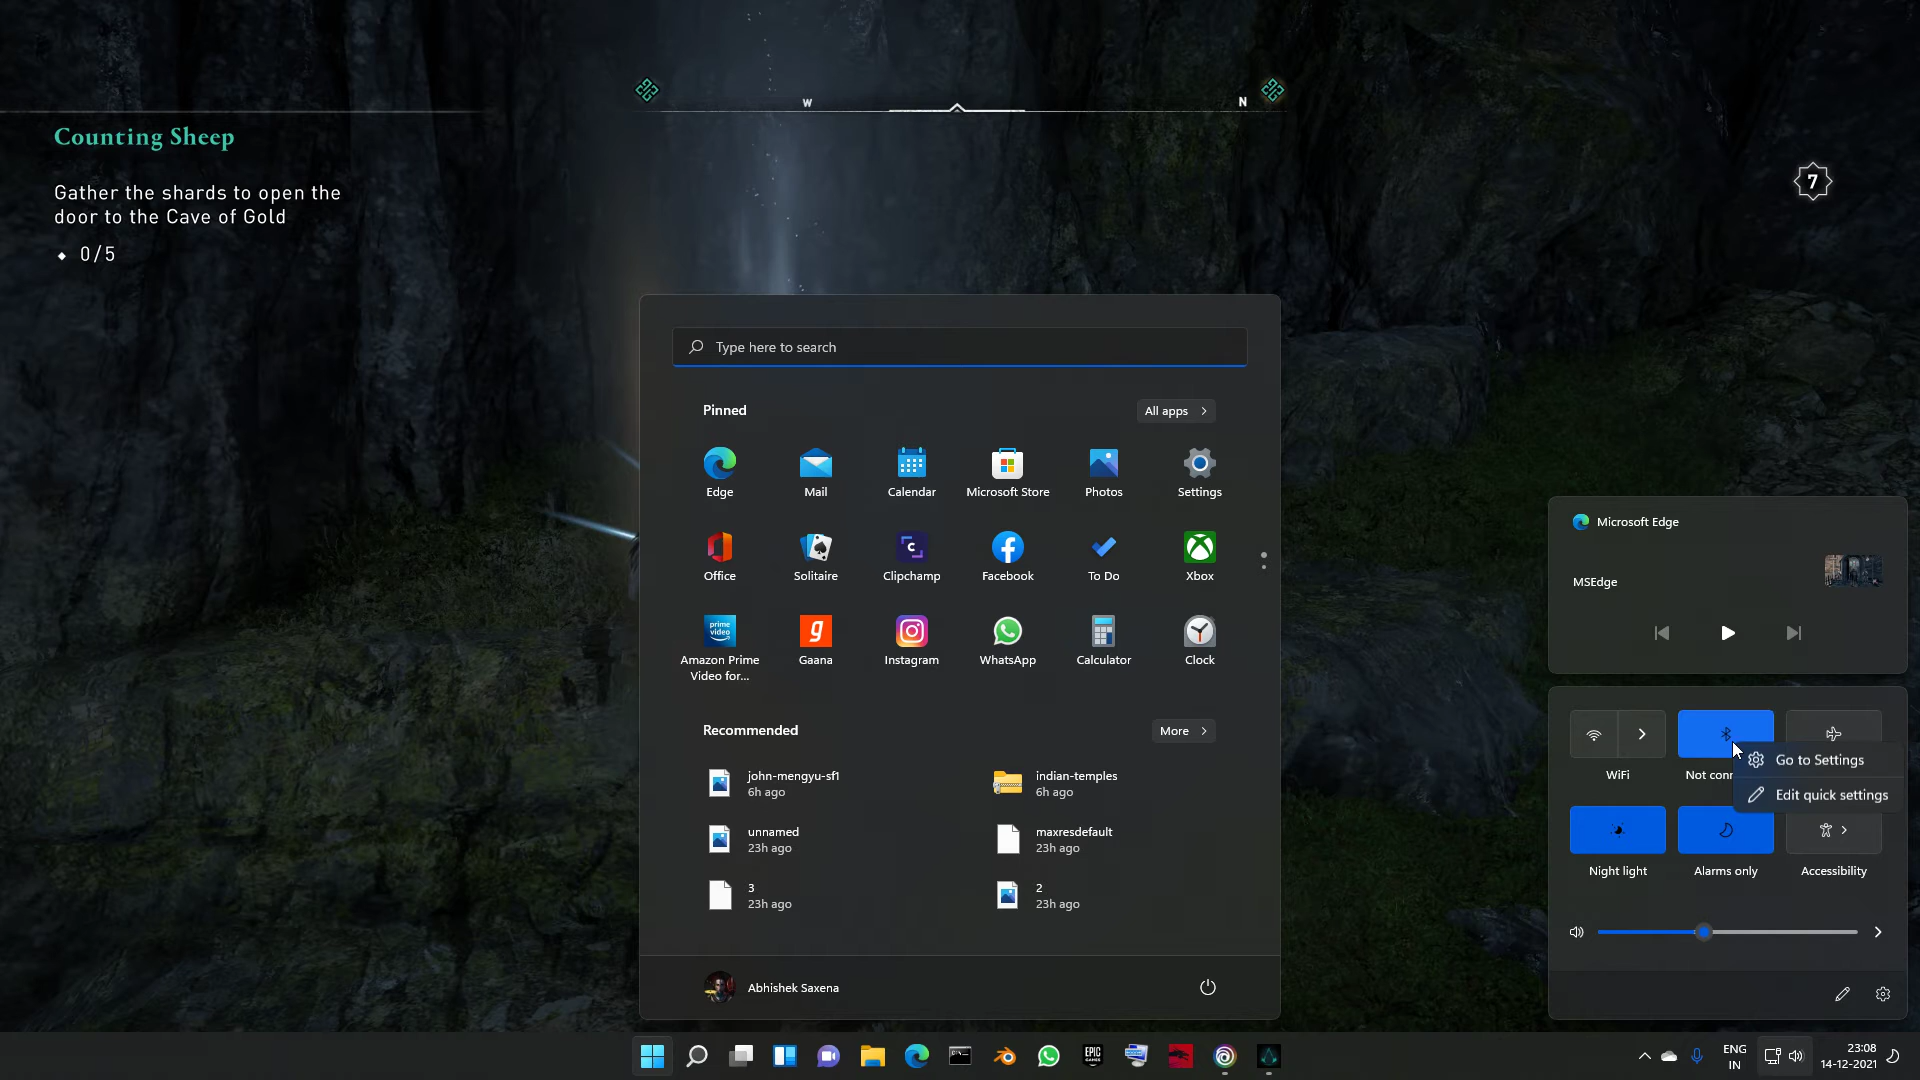 W
N
Counting Sheep
Gather the shards to open the
door to the Cave of Gold
0/5
7
Type here to search
Pinned
All apps
Edge
Mail
Calendar
Microsoft Store
Photos
Settings
Office
Solitaire
Clipchamp
Facebook
To Do
Xbox
prime
video
Amazon Prime
Video for...
Gaana
Instagram
WhatsApp
Calculator
Clock
Recommended
More
john-mengyu-sf1
6h ago
indian-temples
6h ago
unnamed
23h ago
maxresdefault
23h ago
3
23h ago
2
23h ago
Abhishek Saxena
Microsoft Edge
MSEdge
WiFi
Not conn
Go to Settings
Edit quick settings
Night light
Alarms only
Accessibility
EPIC
GAMES
ENG
IN
23:08
14-12-2021